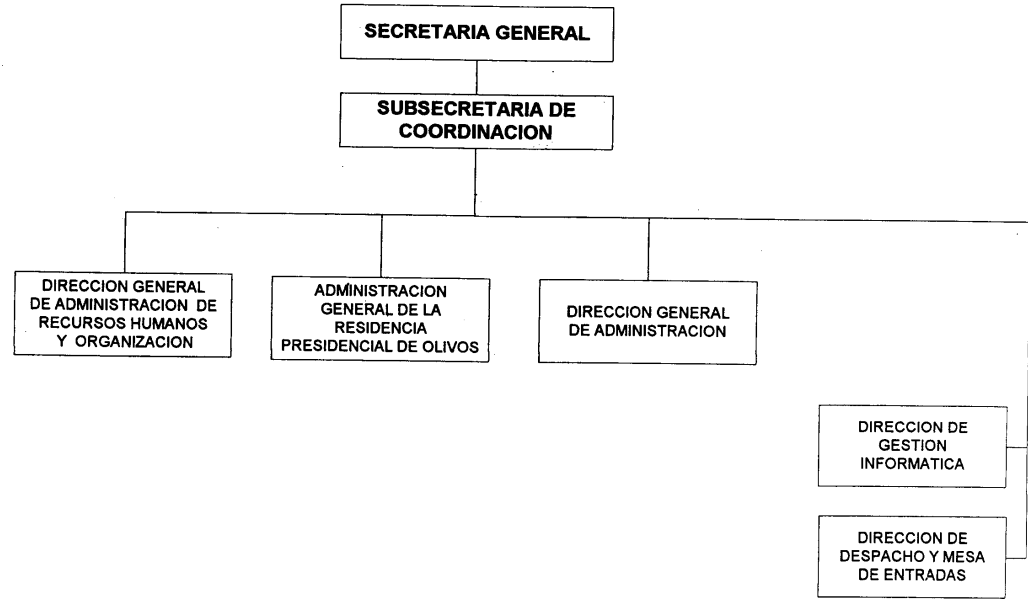 SECRETARIA GENERAL
SUBSECRETARIA DE
COORDINACION
DIRECCION GENERAL
DE ADMINISTRACION DE
RECURSOS HUMANOS
Y ORGANIZACION
ADMINISTRACION
GENERAL DE LA
RESIDENCIA
PRESIDENCIAL DE OLIVOS
DIRECCION GENERAL
DE ADMINISTRACION
DIRECCION DE
GESTION
INFORMATICA
DIRECCION DE
DESPACHO Y MESA
DE ENTRADAS